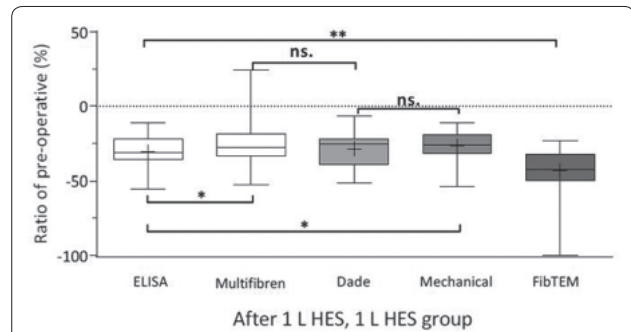 Ratio of pre-operative (%)
50
0
-50
-100
**
ns.
ns.
*
*
ELISA
Multifibren
Dade
Mechanical
FibTEM
After 1 L HES, 1 L HES group